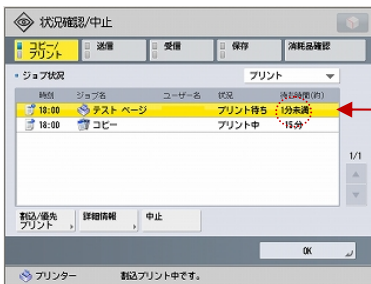 状況確認/中止
コピー/プリント 送信 受信 保存 消耗品確認
・ジョブ状況 プリント
時刻 ジョブ名 ユーザー名 状況 待ち時間(約)
18:00 テスト ページ プリント待ち 1分未満
18:00 コピー プリント中 15分
1/1
割込/優先プリント 詳細情報 中止
OK
プリンター 割込プリント中です。